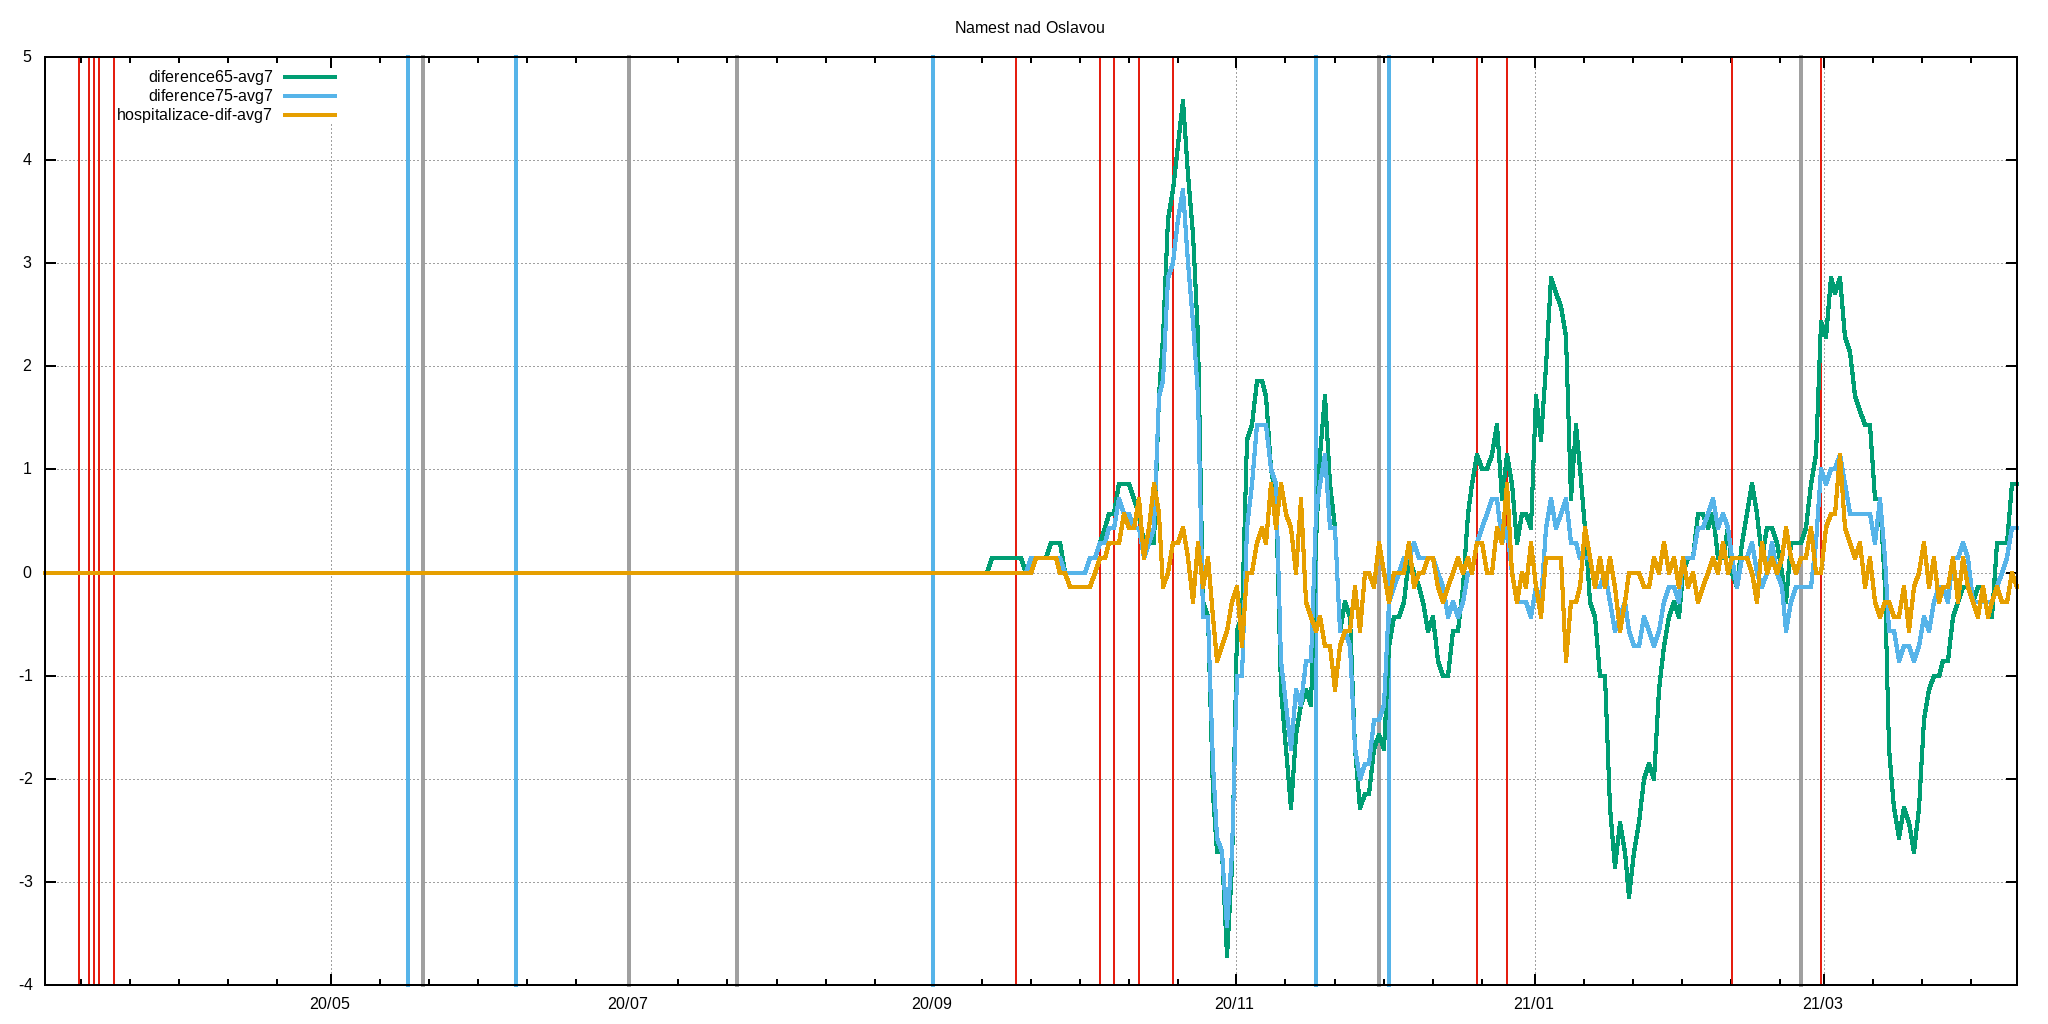 Namest nad Oslavou
5
4
3
2
1
0
-1
-2
-3
-4
diference65-avg7
diference75-avg7
hospitalizace-dif-avg7
20/05 20/07 20/09 20/11 21/01 21/03